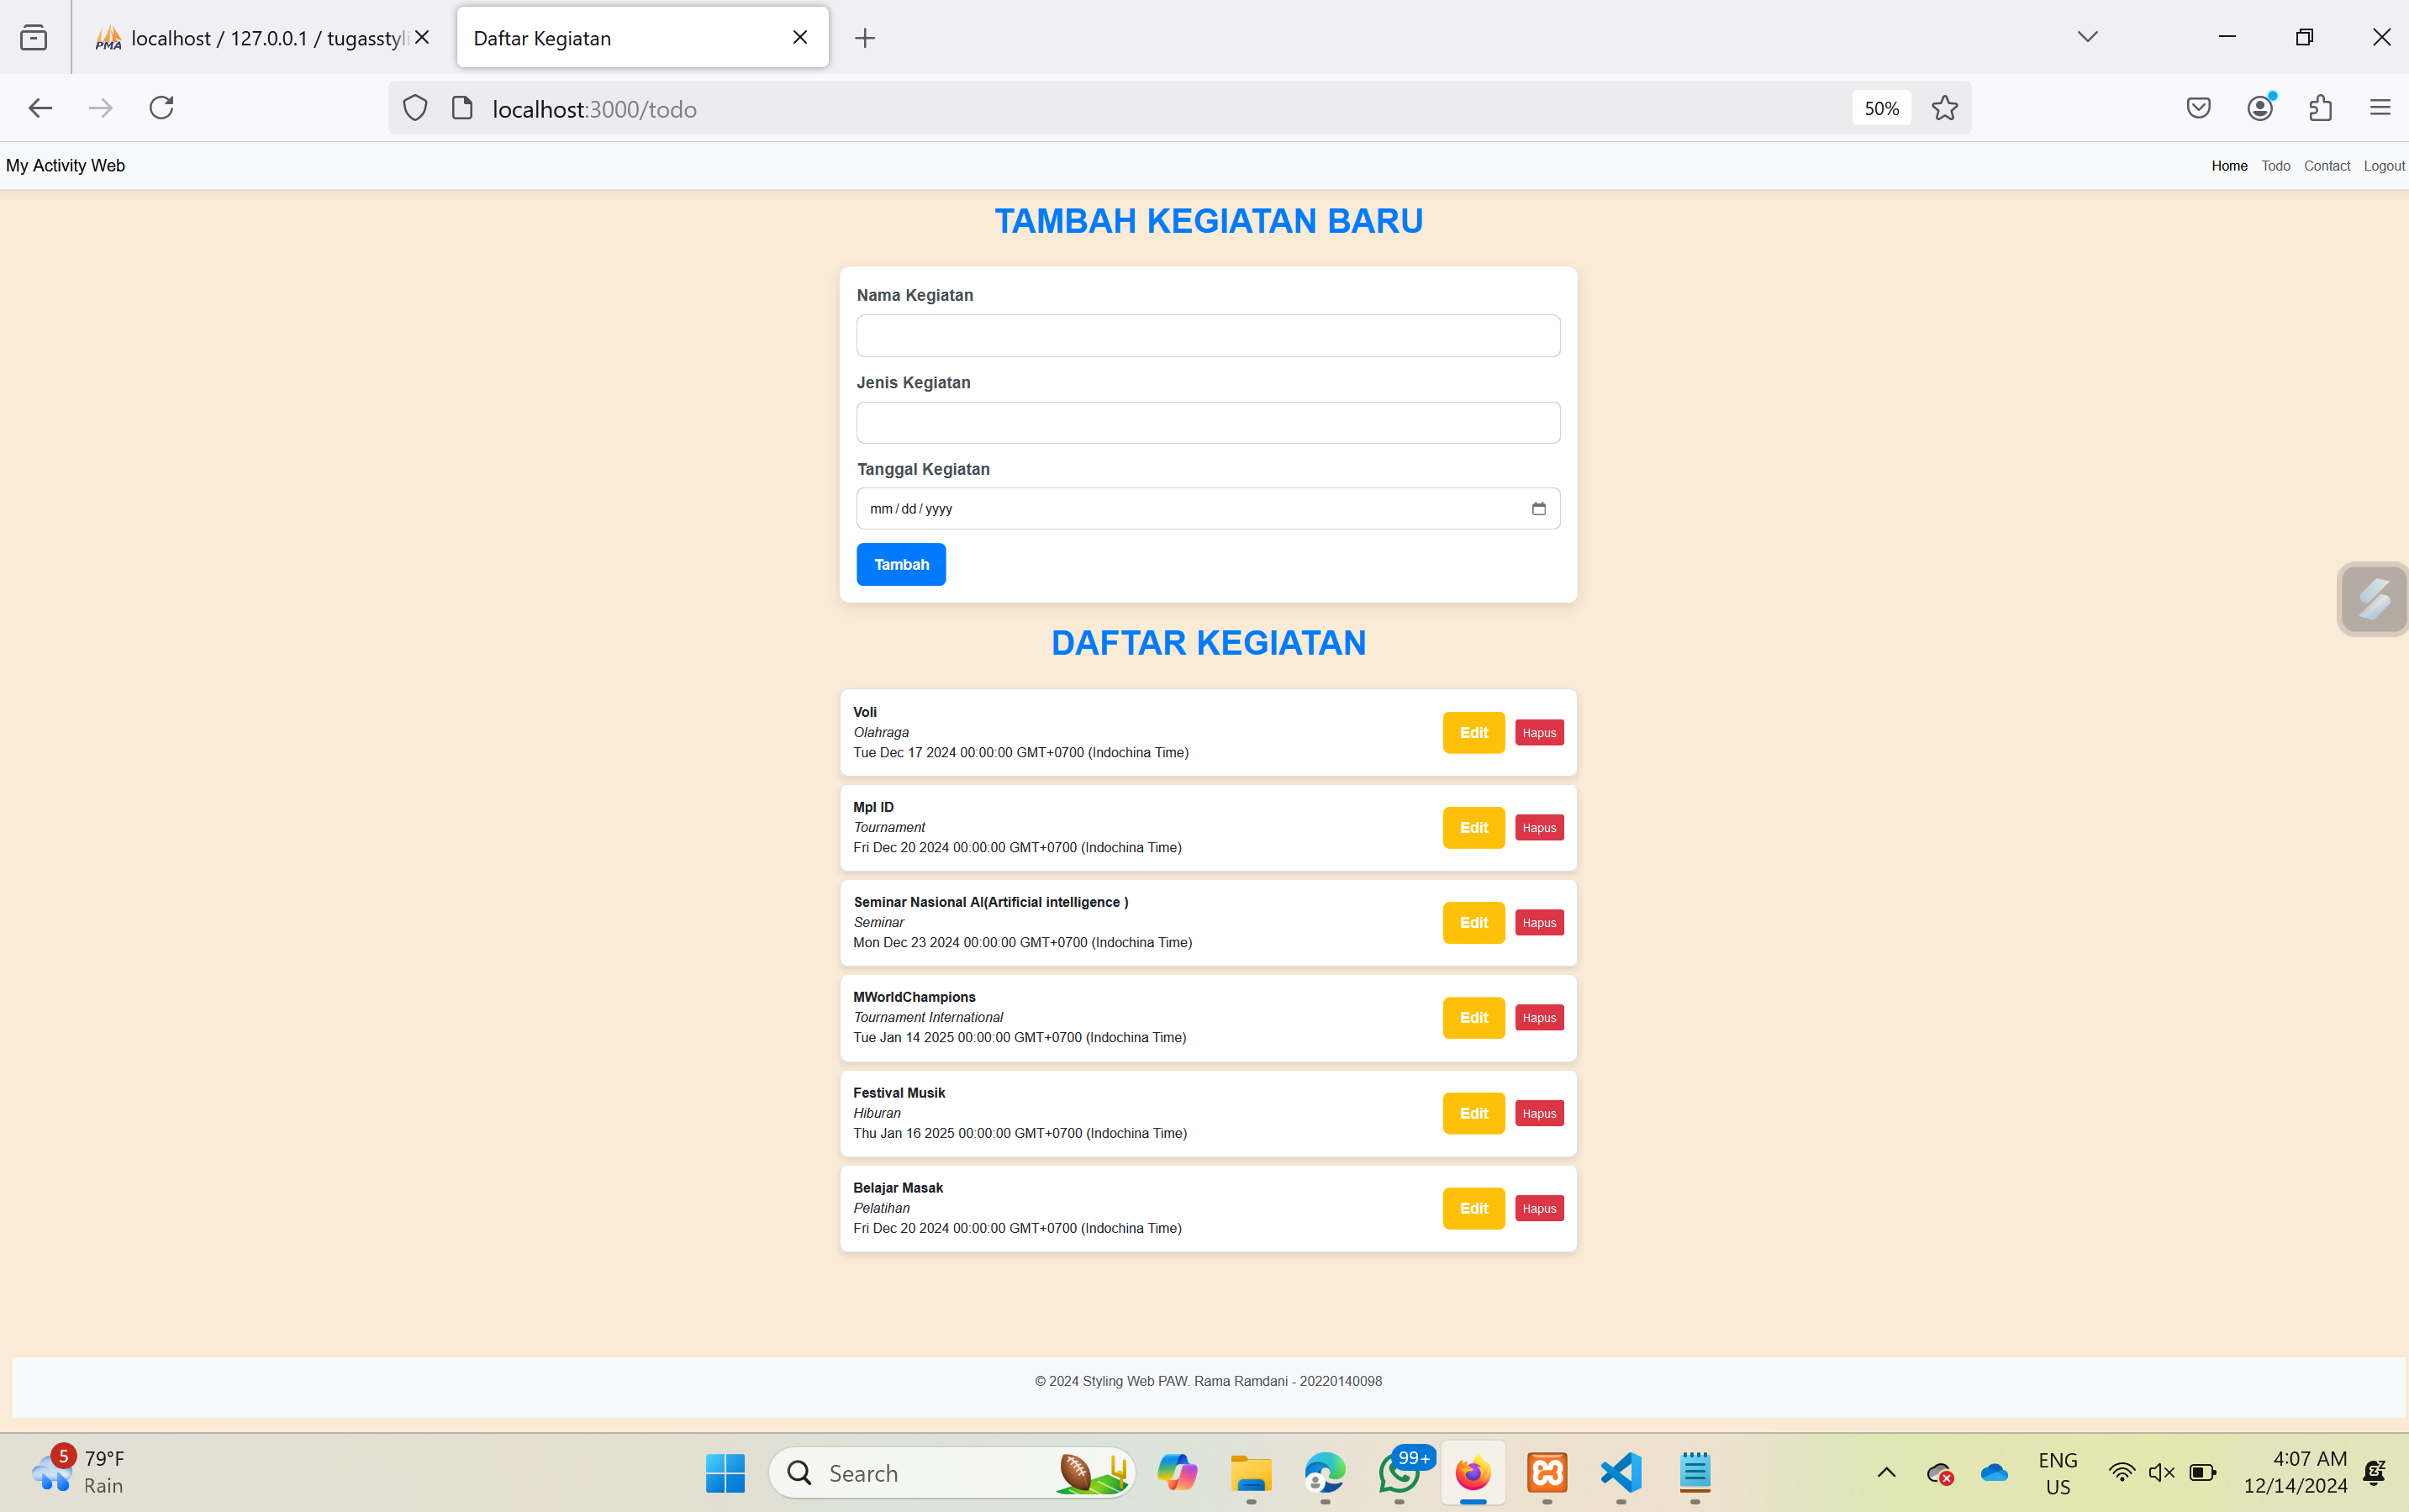 PMA localhost / 127.0.0.1 / tugasstyli
Daftar Kegiatan
localhost:3000/todo
50%
My Activity Web
Home Todo Contact Logout
TAMBAH KEGIATAN BARU
Nama Kegiatan
Jenis Kegiatan
Tanggal Kegiatan
mm/dd/yyyy
Tambah
DAFTAR KEGIATAN
Voli
Olahraga
Tue Dec 17 2024 00:00:00 GMT+0700 (Indochina Time)
Edit Hapus
Mpl ID
Tournament
Fri Dec 20 2024 00:00:00 GMT+0700 (Indochina Time)
Edit Hapus
Seminar Nasional AI(Artificial intelligence )
Seminar
Mon Dec 23 2024 00:00:00 GMT+0700 (Indochina Time)
Edit Hapus
MWorldChampions
Tournament International
Tue Jan 14 2025 00:00:00 GMT+0700 (Indochina Time)
Edit Hapus
Festival Musik
Hiburan
Thu Jan 16 2025 00:00:00 GMT+0700 (Indochina Time)
Edit Hapus
Belajar Masak
Pelatihan
Fri Dec 20 2024 00:00:00 GMT+0700 (Indochina Time)
Edit Hapus
© 2024 Styling Web PAW. Rama Ramdani - 20220140098
5
79°F
Rain
Search
99+
ENG
US
4:07 AM
12/14/2024